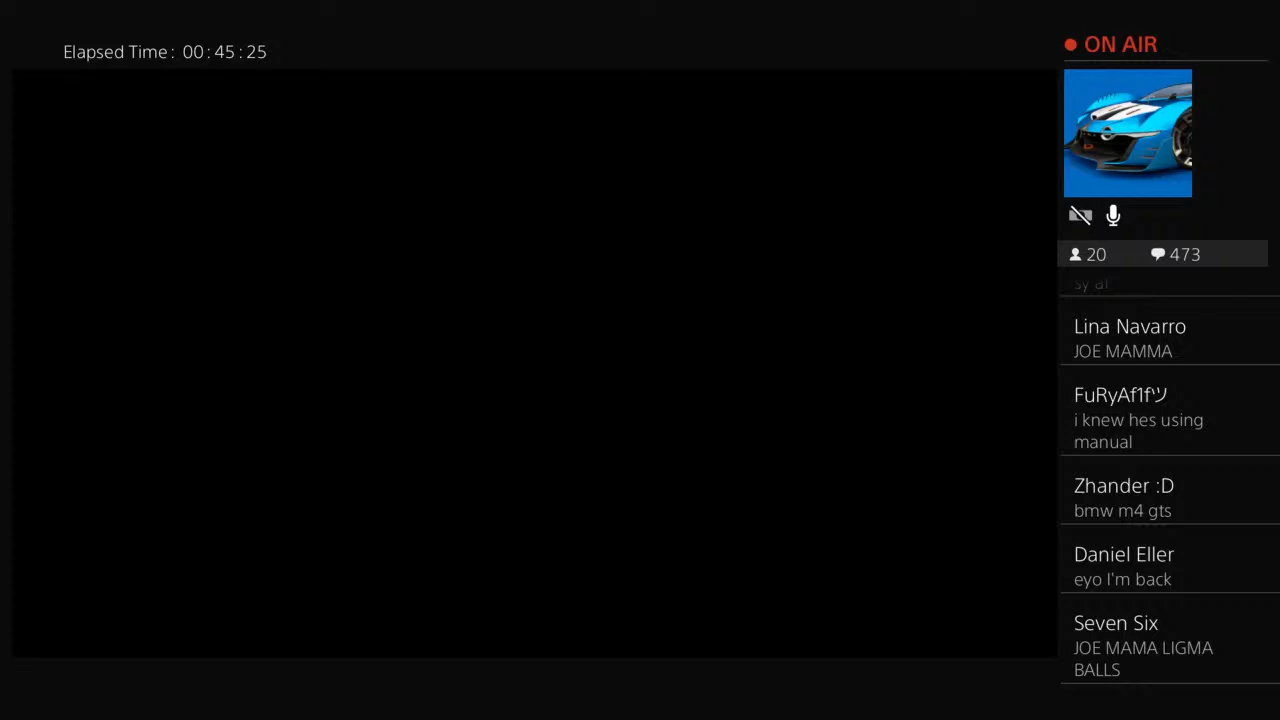 Elapsed Time: 00:45:25
ON AIR
20 473
Lina Navarro
JOE MAMMA
FuRyAf1fツ
i knew hes using
manual
Zhander :D
bmw m4 gts
Daniel Eller
eyo I'm back
Seven Six
JOE MAMA LIGMA
BALLS